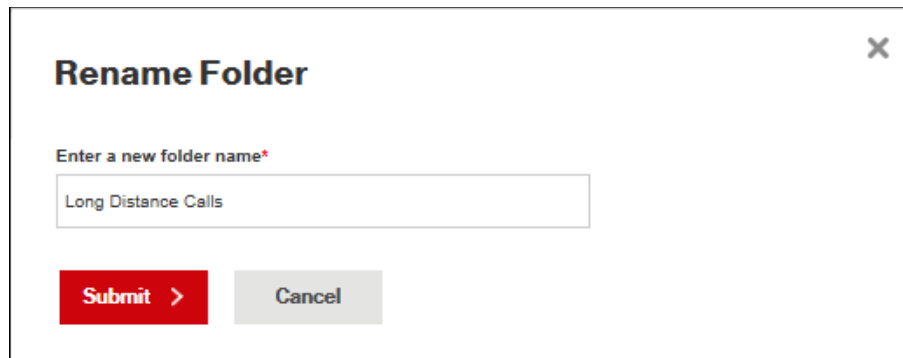 Rename Folder
Enter a new folder name*
Long Distance Calls
Submit
Cancel